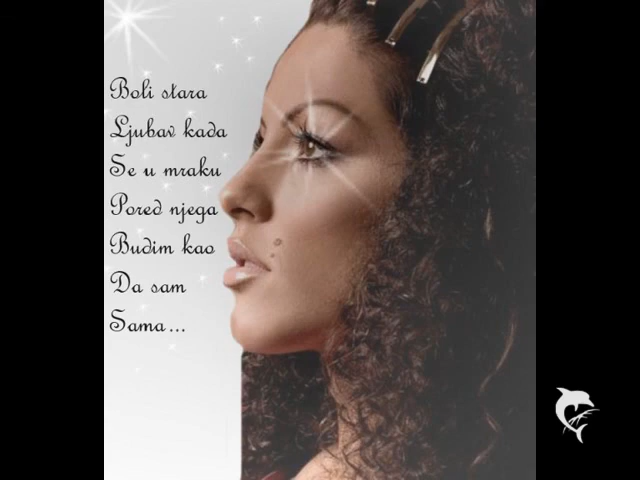 Boli stara
Ljubav kada
Se u mraku
Pored njega
Budim kao
Da sam
Sama...